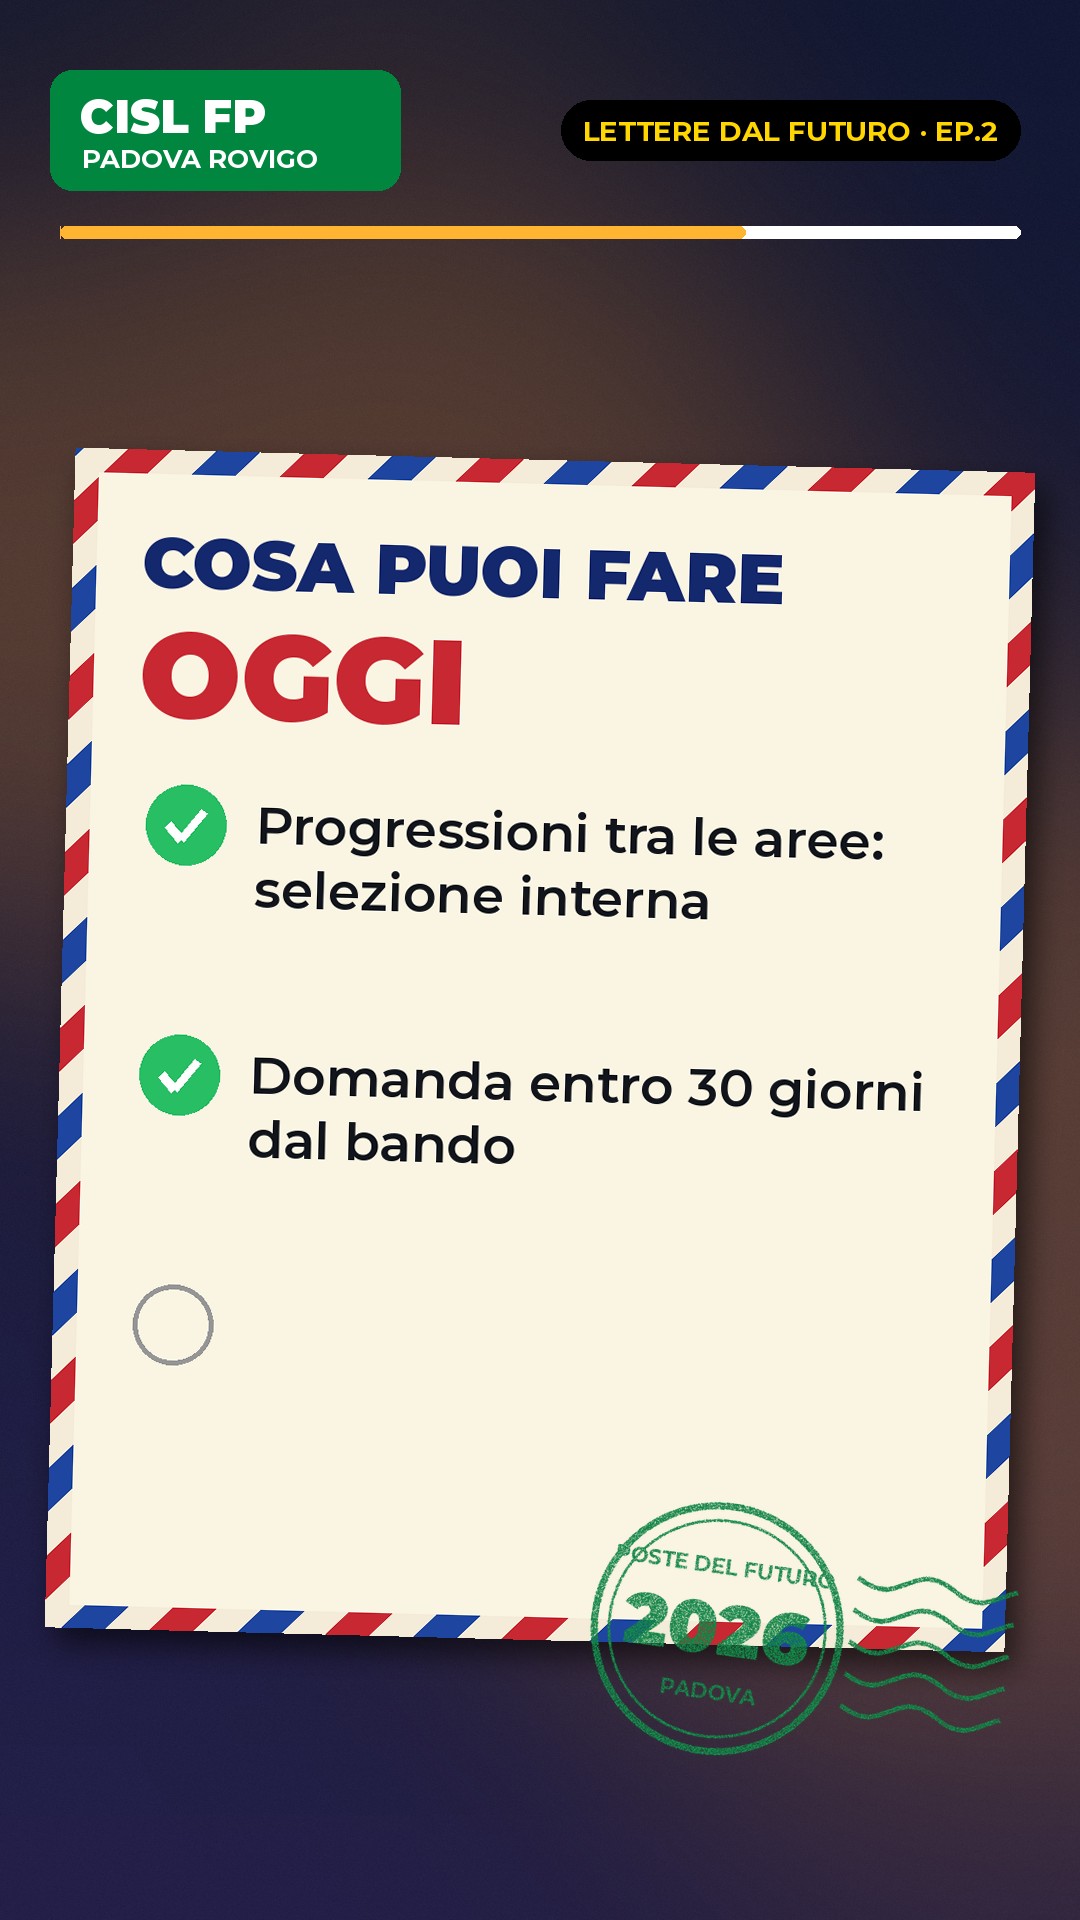 CISL FP
PADOVA ROVIGO
LETTERE DAL FUTURO · EP.2
COSA PUOI FARE
OGGI
Progressioni tra le aree:
selezione interna
Domanda entro 30 giorni
dal bando
POSTE DEL FUTURO
2026
PADOVA